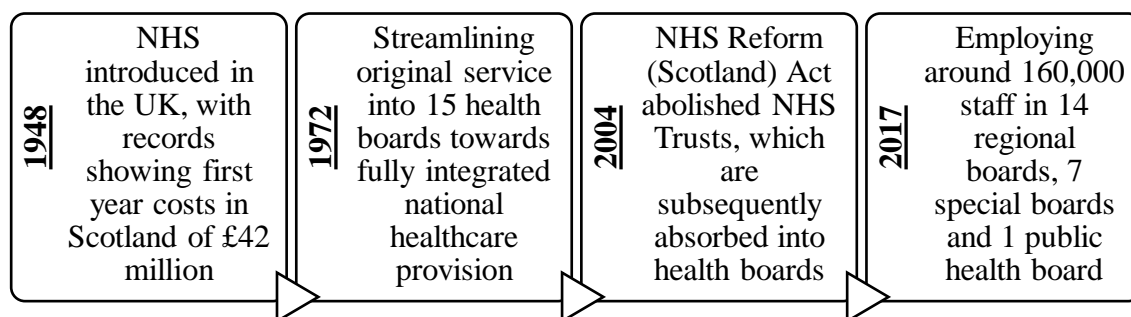 1948
NHS
introduced in
the UK, with
records
showing first
year costs in
Scotland of £42
million
1972
Streamlining
original service
into 15 health
boards towards
fully integrated
national
healthcare
provision
2004
NHS Reform
(Scotland) Act
abolished NHS
Trusts, which
are
subsequently
absorbed into
health boards
2017
Employing
around 160,000
staff in 14
regional
boards, 7
special boards
and 1 public
health board